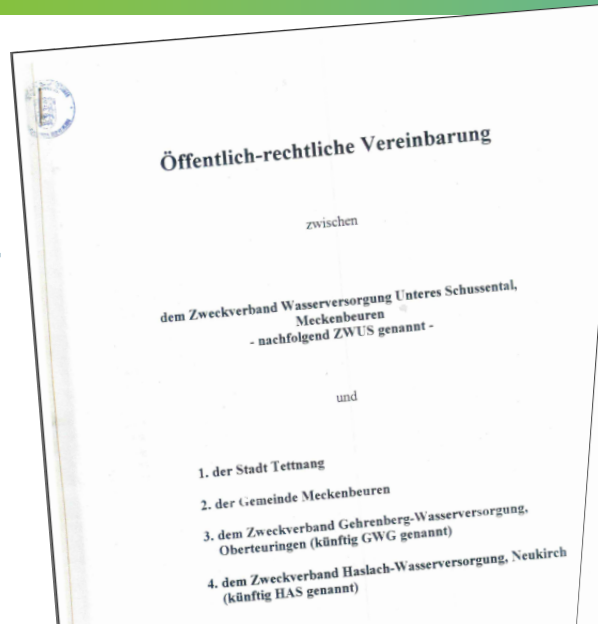 Öffentlich-rechtliche Vereinbarung
zwischen
dem Zweckverband Wasserversorgung Unteres Schussental,
Meckenbeuren
- nachfolgend ZWUS genannt -
und
1. der Stadt Tettnang
2. der Gemeinde Meckenbeuren
3. dem Zweckverband Gehrenberg-Wasserversorgung,
Oberteuringen (künftig GWG genannt)
4. dem Zweckverband Haslach-Wasserversorgung, Neukirch
(künftig HAS genannt)